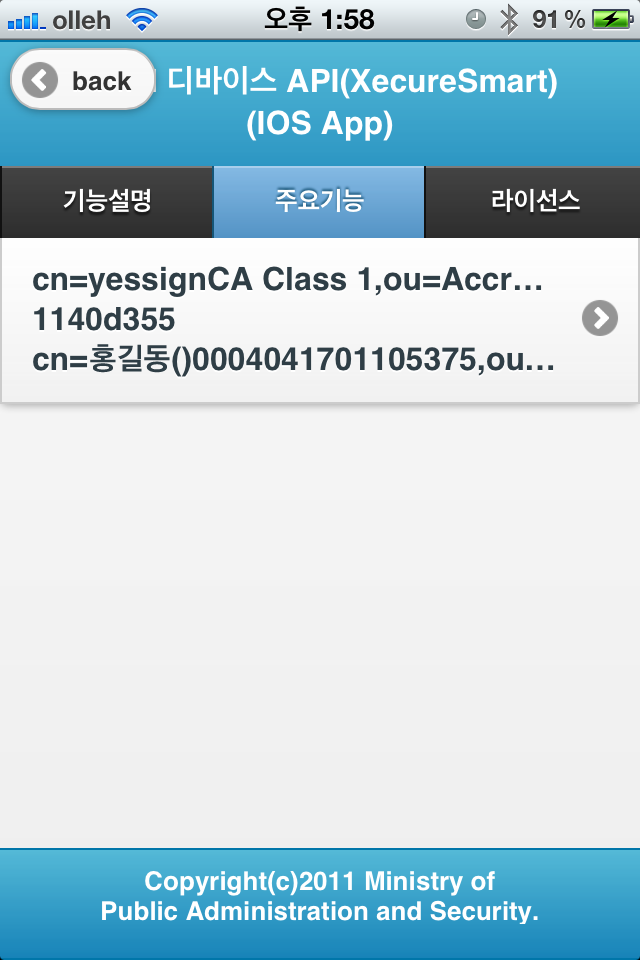 olleh 오후 1:58 91 %
back 디바이스 API(XecureSmart)
(IOS App)
기능설명 주요기능 라이선스
cn=yessignCA Class 1,ou=Accr...
1140d355
cn=홍길동()0004041701105375,ou...
Copyright(c)2011 Ministry of
Public Administration and Security.